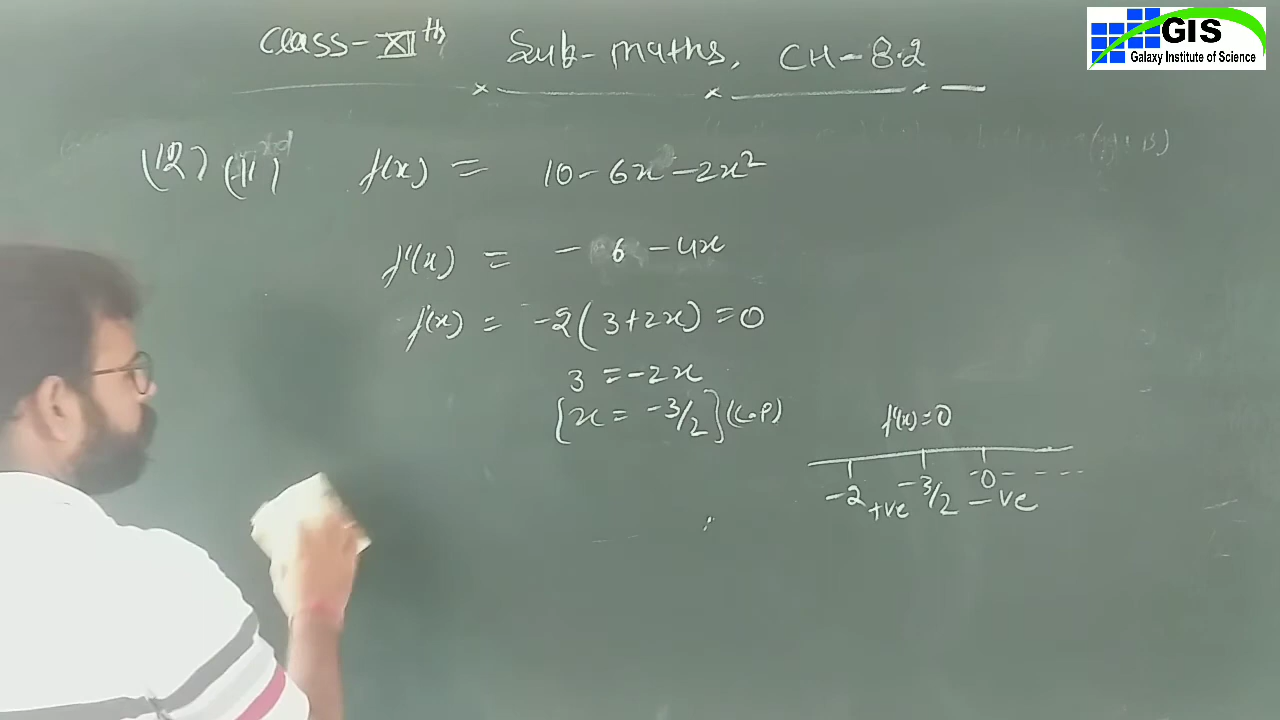 GIS
Galaxy Institute of Science
Class-XIIth Sub-maths, CH-8.2
(12) (ii) f(x) = 10-6x-2x²
f'(x) = -6-4x
f'(x) = -2(3+2x)=0
3 = -2x
[x = -3/2] (C.P)
f'(x)=0
-2 -3/2 0
+ve -ve